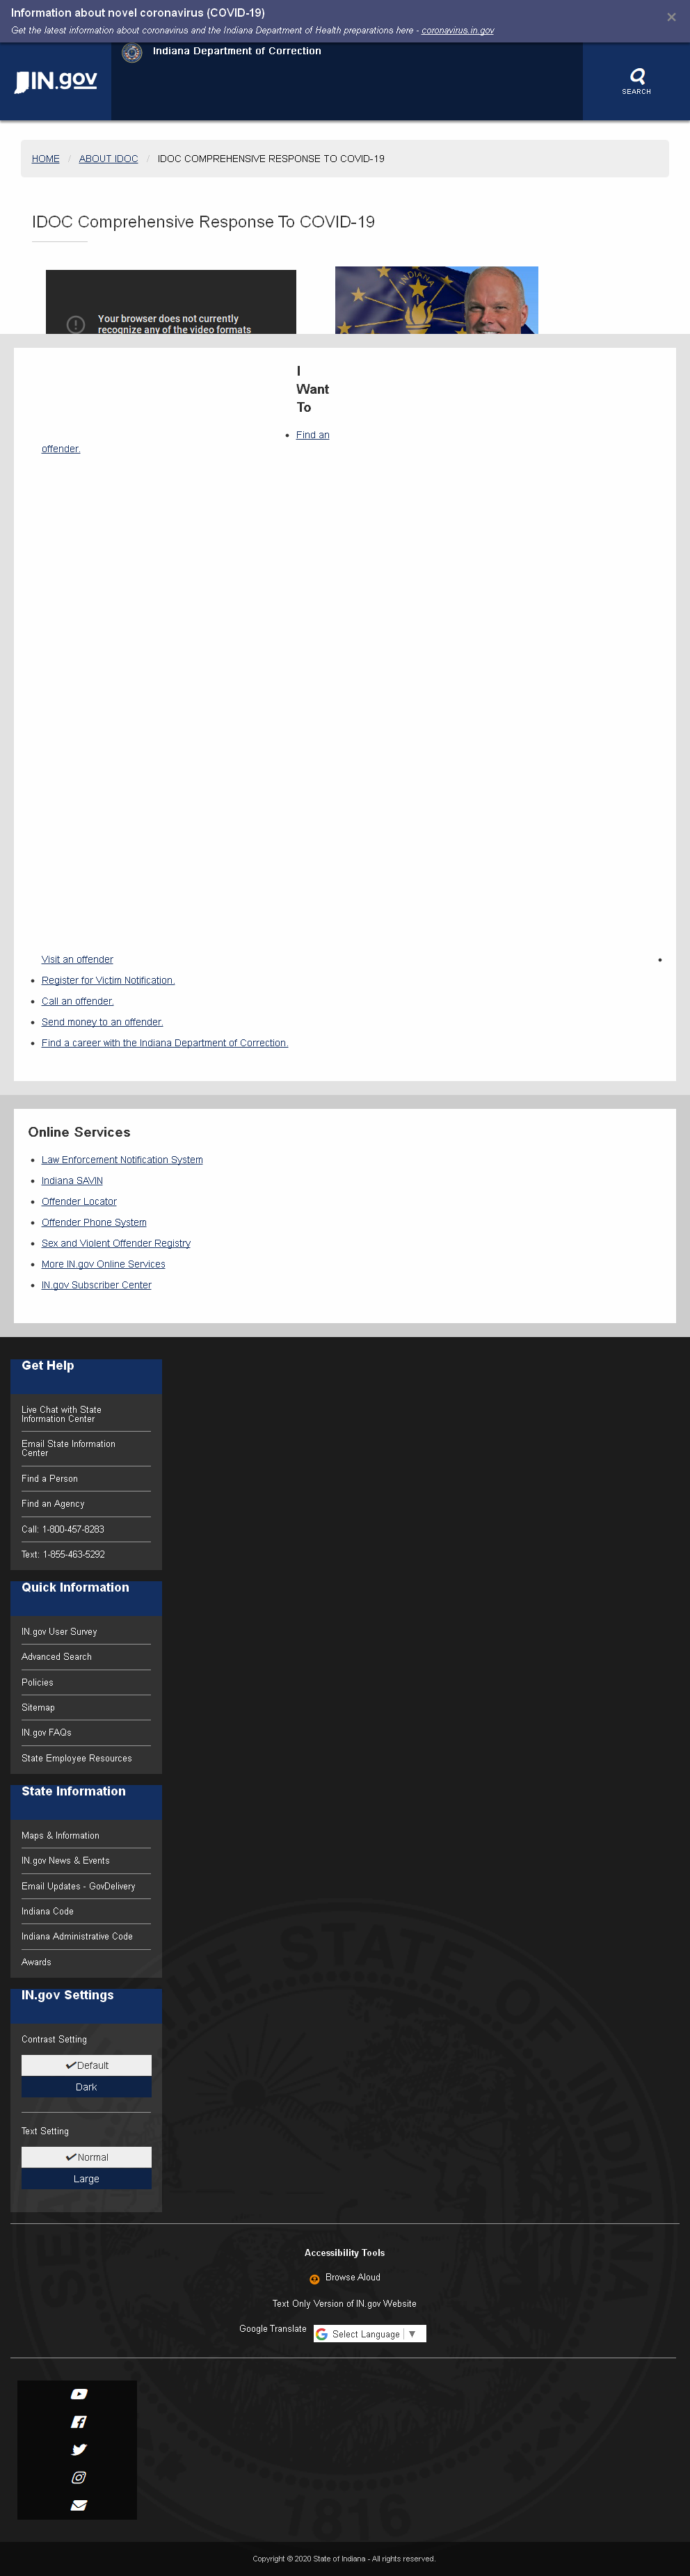 Information about novel coronavirus (COVID-19)
×
Get the latest information about coronavirus and the Indiana Department of Health preparations here - coronavirus.in.gov
IN.gov
Indiana Department of Correction
SEARCH
HOME / ABOUT IDOC / IDOC COMPREHENSIVE RESPONSE TO COVID-19
IDOC Comprehensive Response To COVID-19
Your browser does not currently
recognize any of the video formats
INDIANA
I
Want
To
• Find an
offender.
Visit an offender
•
• Register for Victim Notification.
• Call an offender.
• Send money to an offender.
• Find a career with the Indiana Department of Correction.
Online Services
• Law Enforcement Notification System
• Indiana SAVIN
• Offender Locator
• Offender Phone System
• Sex and Violent Offender Registry
• More IN.gov Online Services
• IN.gov Subscriber Center
Get Help
Live Chat with State
Information Center
Email State Information
Center
Find a Person
Find an Agency
Call: 1-800-457-8283
Text: 1-855-463-5292
Quick Information
IN.gov User Survey
Advanced Search
Policies
Sitemap
IN.gov FAQs
State Employee Resources
State Information
Maps & Information
IN.gov News & Events
Email Updates - GovDelivery
Indiana Code
Indiana Administrative Code
Awards
IN.gov Settings
Contrast Setting
✓Default
Dark
Text Setting
✓Normal
Large
Accessibility Tools
Browse Aloud
Text Only Version of IN.gov Website
Google Translate
Select Language ▼
1816
Copyright © 2020 State of Indiana - All rights reserved.